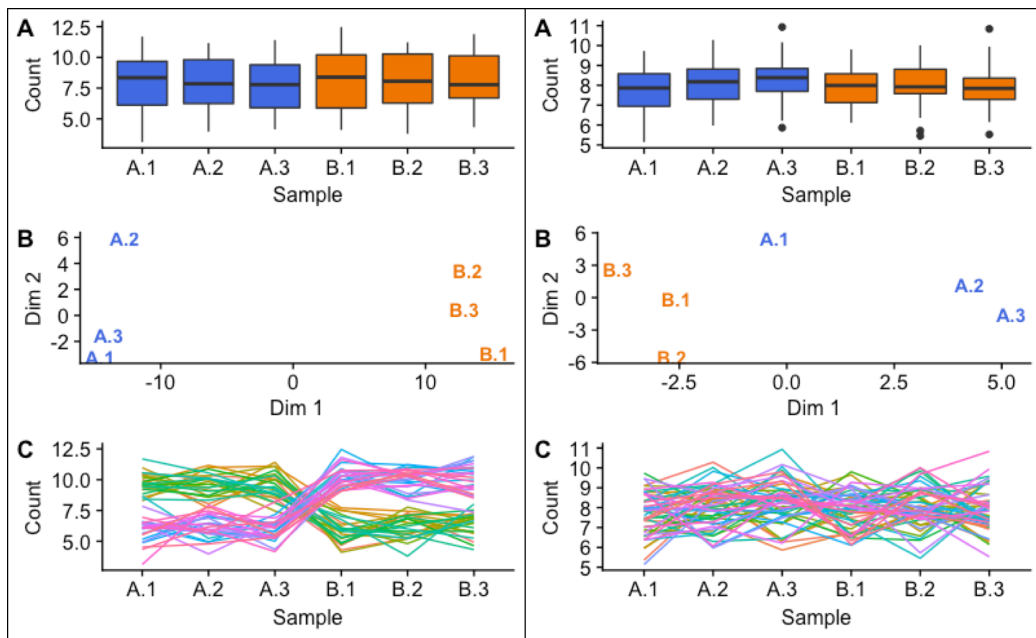 A
12.5
10.0
7.5
5.0
Count
A.1 A.2 A.3 B.1 B.2 B.3
Sample
B
6
4
2
0
-2
Dim 2
A.2
B.2
B.3
A.3
A.1
B.1
-10 0 10
Dim 1
C
12.5
10.0
7.5
5.0
Count
A.1 A.2 A.3 B.1 B.2 B.3
Sample
A
11
10
9
8
7
6
5
Count
A.1 A.2 A.3 B.1 B.2 B.3
Sample
B
6
3
0
-3
-6
Dim 2
A.1
B.3
A.2
B.1
A.3
B.2
-2.5 0.0 2.5 5.0
Dim 1
C
11
10
9
8
7
6
5
Count
A.1 A.2 A.3 B.1 B.2 B.3
Sample